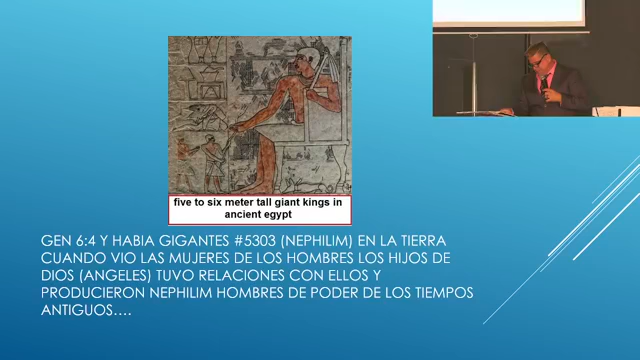 five to six meter tall giant kings in
ancient egypt
GEN 6:4 Y HABIA GIGANTES #5303 (NEPHILIM) EN LA TIERRA
CUANDO VIO LAS MUJERES DE LOS HOMBRES LOS HIJOS DE
DIOS (ANGELES) TUVO RELACIONES CON ELLOS Y
PRODUCIERON NEPHILIM HOMBRES DE PODER DE LOS TIEMPOS
ANTIGUOS….